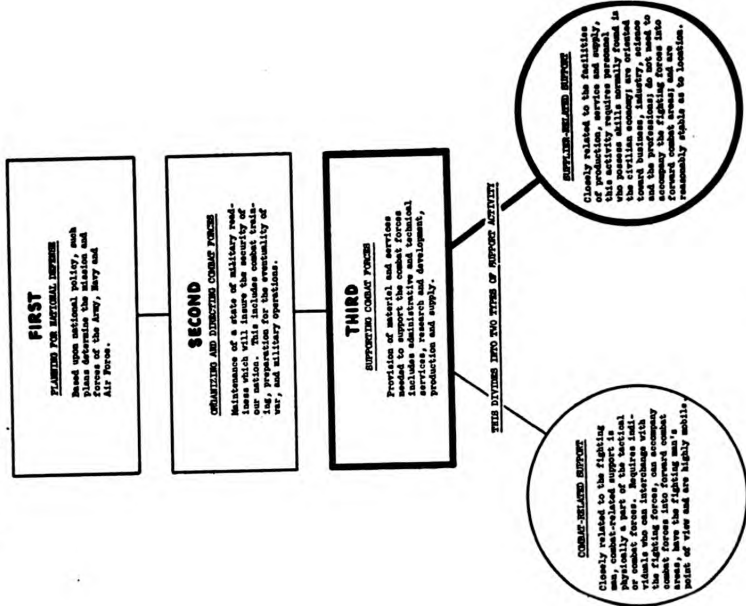 FIRST
PLANNING FOR NATIONAL DEFENSE
Based upon national policy, such
plans determine the mission and
forces of the Army, Navy and
Air Force.
SECOND
ORGANIZING AND DIRECTING COMBAT FORCES
Maintenance of a state of military read-
iness which will insure the security of
our nation. This includes combat train-
ing, preparation for the eventuality of
war, and military operations.
THIRD
SUPPORTING COMBAT FORCES
Provision of material and services
needed to support the combat forces
includes administrative and technical
services, research and development,
production and supply.
THIS DIVIDES INTO TWO TYPES OF SUPPORT ACTIVITY
COMBAT-RELATED SUPPORT
Closely related to the fighting
man, combat-related support is
physically a part of the tactical
or combat forces. Requires indi-
viduals who can interchange with
the fighting forces, can accompany
combat forces into forward combat
areas, have the fighting man's
point of view and are highly mobile.
SUPPLIER-RELATED SUPPORT
Closely related to the facilities
of production, service and supply,
this activity requires personnel
who possess skills normally found in
the civilian economy; are oriented
toward business, industry, science
and the professions; do not need to
accompany the fighting forces into
forward combat areas; and are
reasonably stable as to location.